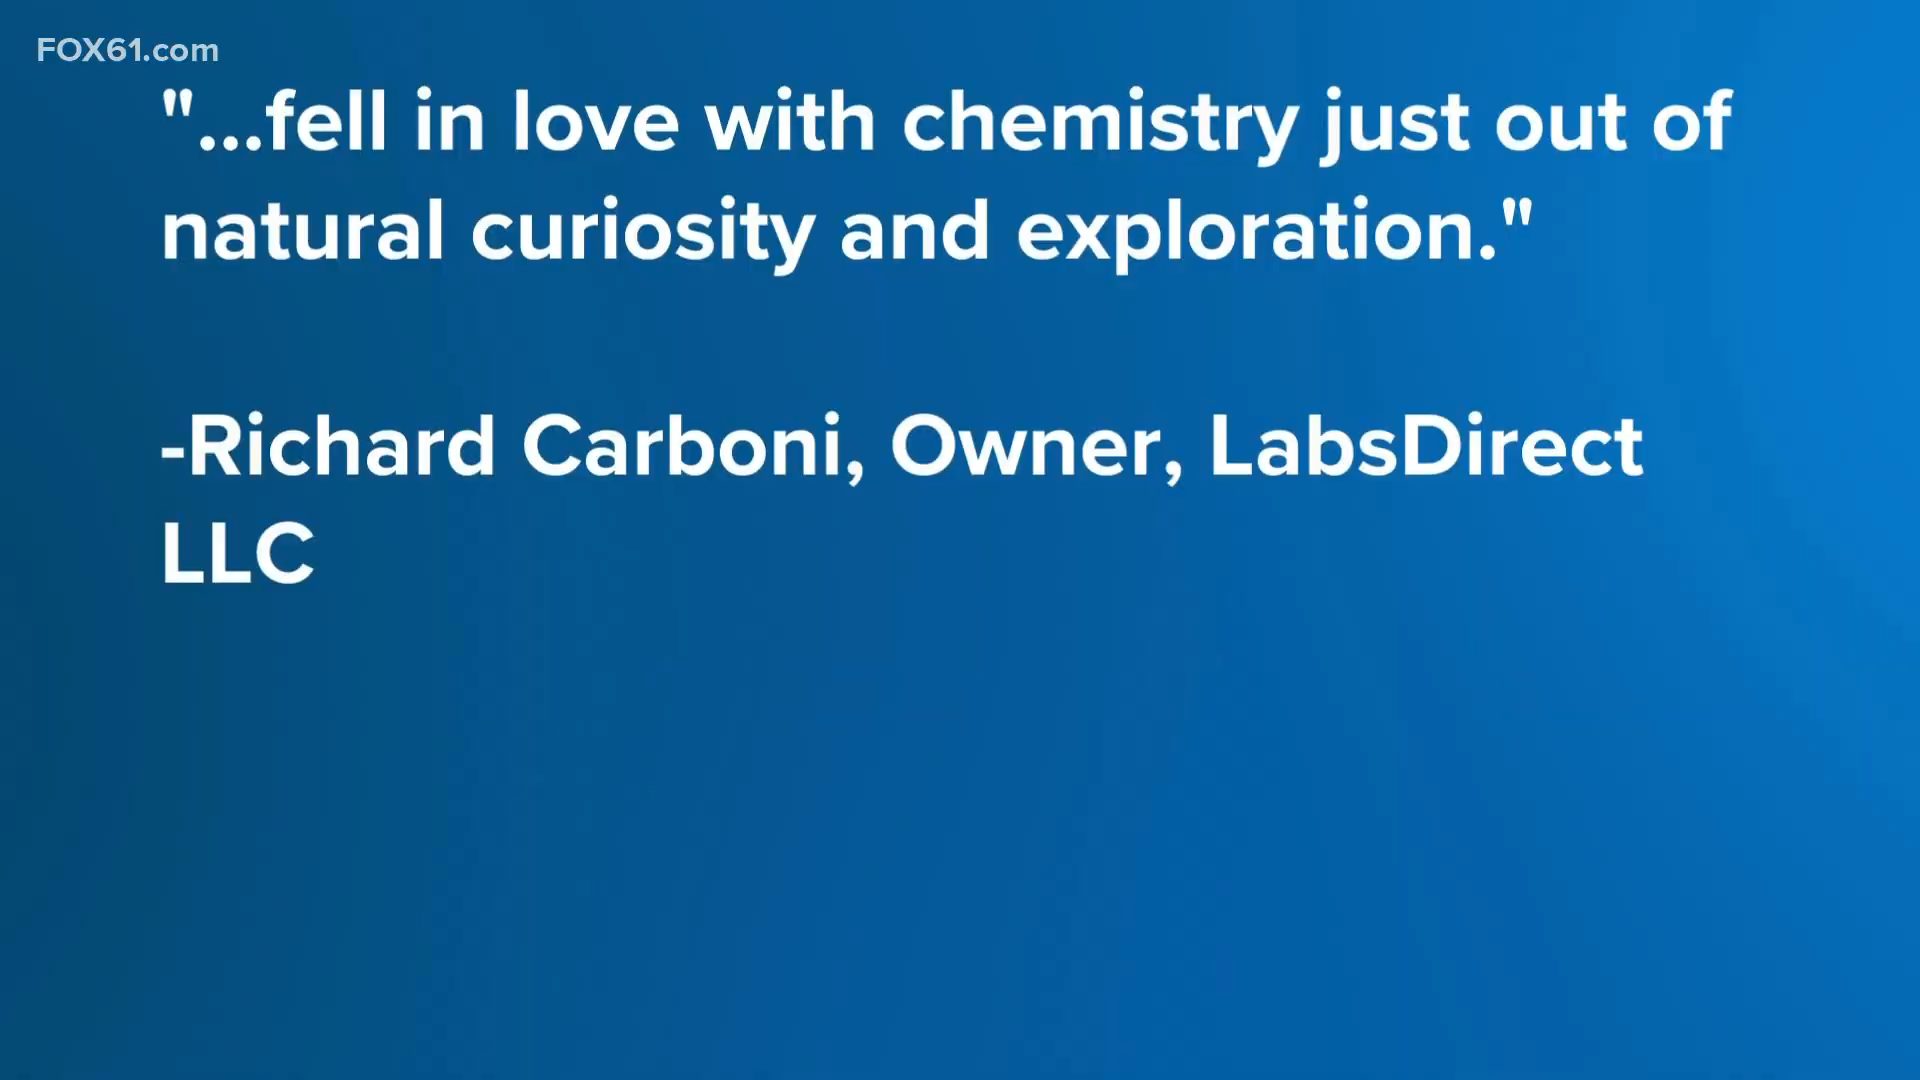 FOX61.com
"...fell in love with chemistry just out of
natural curiosity and exploration."
-Richard Carboni, Owner, LabsDirect
LLC